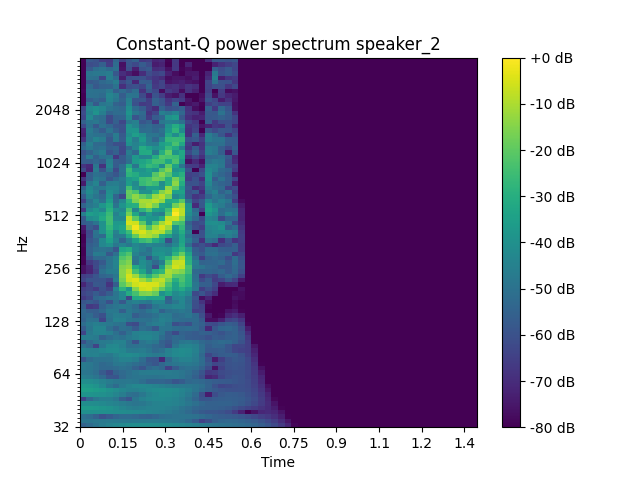 Constant-Q power spectrum speaker_2
Hz
2048
1024
512
256
128
64
32
0 0.15 0.3 0.45 0.6 0.75 0.9 1.1 1.2 1.4
Time
+0 dB
-10 dB
-20 dB
-30 dB
-40 dB
-50 dB
-60 dB
-70 dB
-80 dB